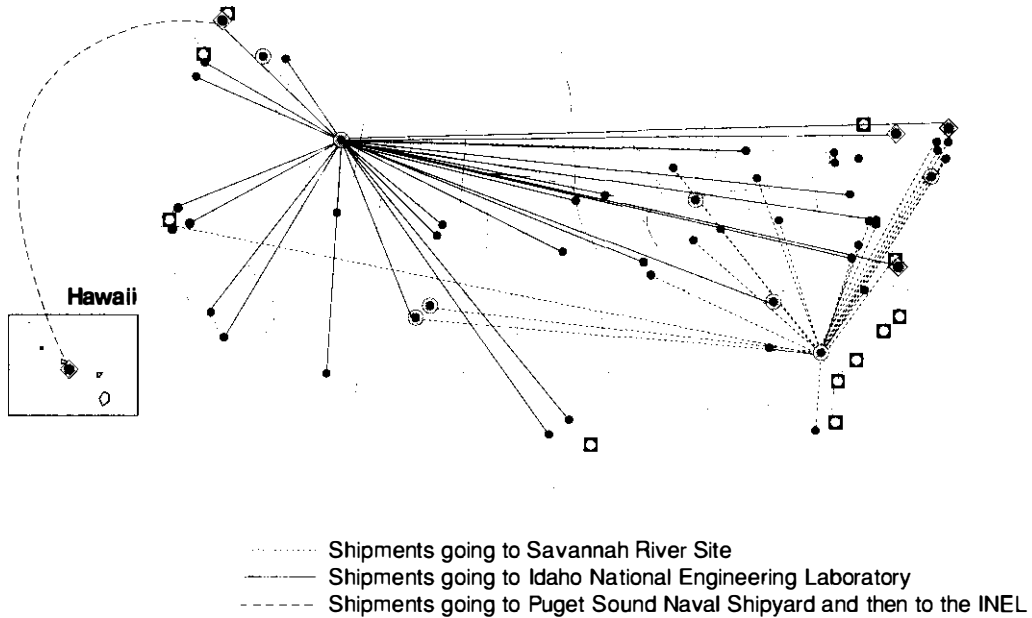 Hawaii
Shipments going to Savannah River Site
Shipments going to Idaho National Engineering Laboratory
Shipments going to Puget Sound Naval Shipyard and then to the INEL